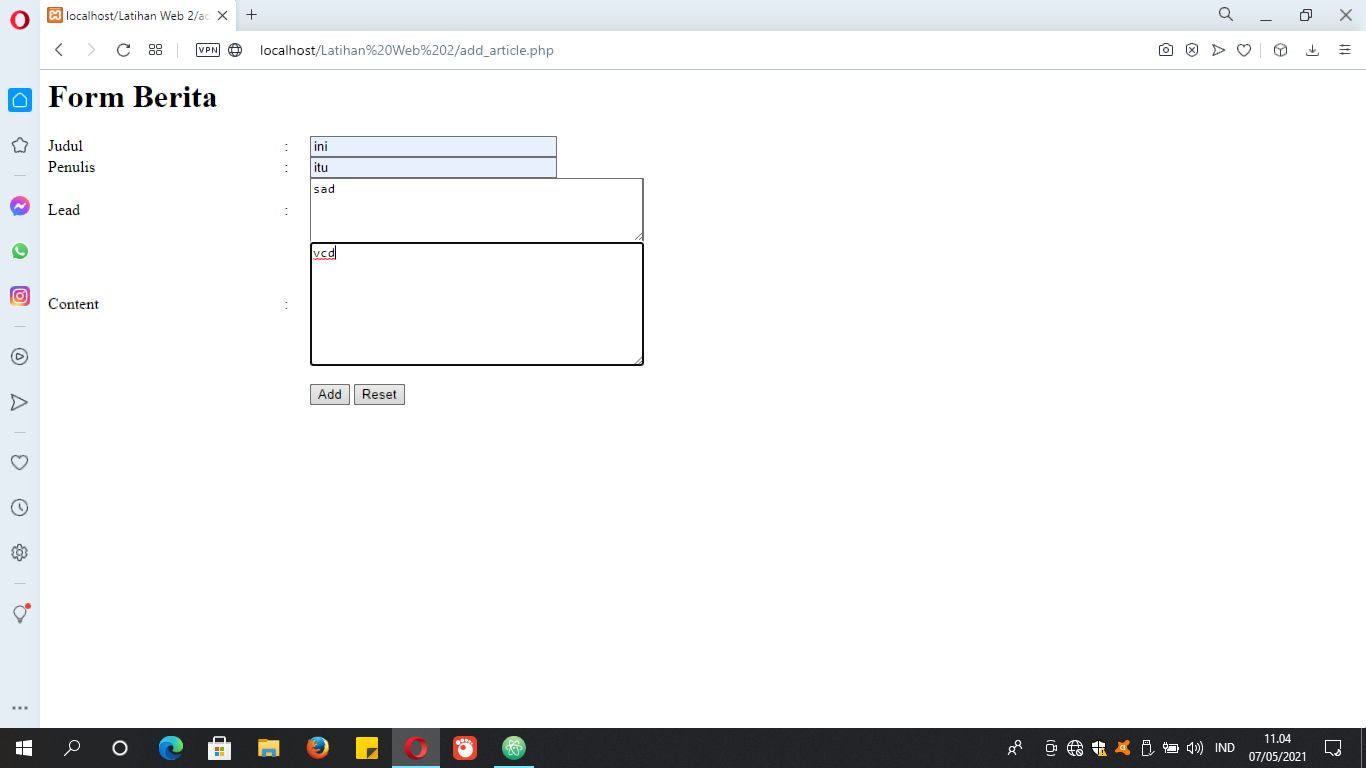 localhost/Latihan Web 2/ac
VPN
localhost/Latihan%20Web%202/add_article.php
Form Berita
Judul : ini
Penulis : itu
Lead : sad
Content : vcd
Add Reset
IND
11.04
07/05/2021